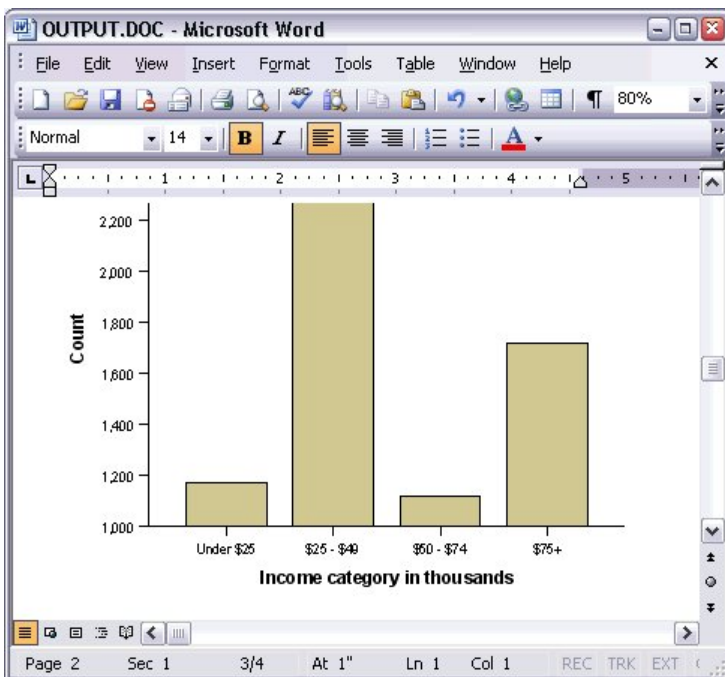 OUTPUT.DOC - Microsoft Word
File Edit View Insert Format Tools Table Window Help
ABC ¶ 80%
Normal 14 B I A
L 1 2 3 4 5
2,200
2,000
1,800
1,600
1,400
1,200
1,000
Count
Under $25 $25 - $49 $50 - $74 $75+
Income category in thousands
Page 2 Sec 1 3/4 At 1" Ln 1 Col 1 REC TRK EXT